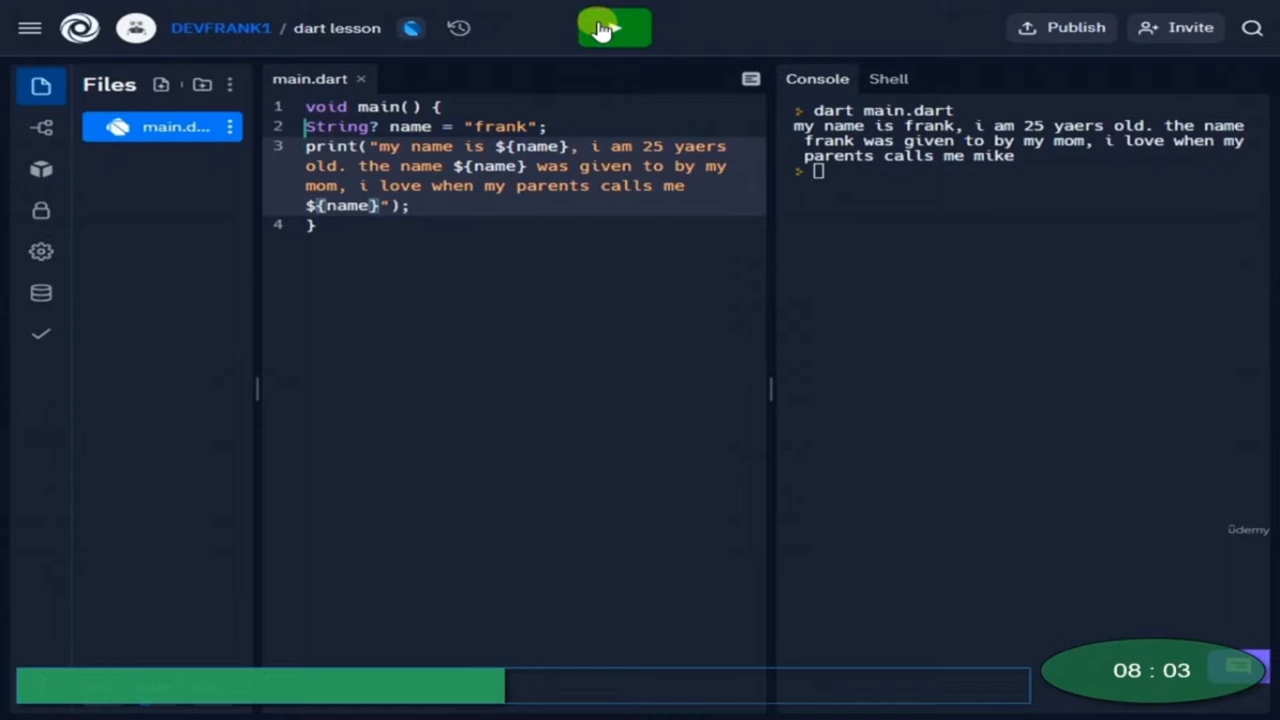 DEVFRANK1 / dart lesson
Publish
Invite
Files
main.d...
main.dart ×
1 void main() {
2 String? name = "frank";
3 print("my name is ${name}, i am 25 yaers
old. the name ${name} was given to by my
mom, i love when my parents calls me
${name}");
4 }
Console
Shell
dart main.dart
my name is frank, i am 25 yaers old. the name
frank was given to by my mom, i love when my
parents calls me mike
ûdemy
08 : 03